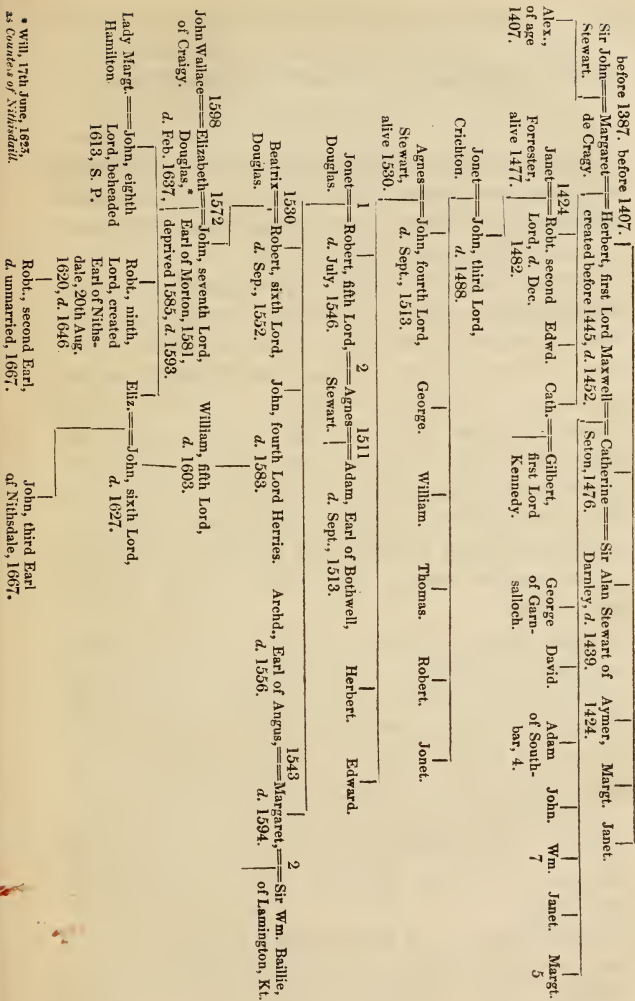 before 1387. before 1407.
Sir John==Margaret==Herbert, first Lord Maxwell==Catherine==Sir Alan Stewart of Aymer, Margt. Janet.
Stewart. de Cragy. created before 1445, d. 1452. Seton, 1476. Darnley, d. 1439. 1424.
1424
Alex., Janet==Robt. second Edwd. Cath.==Gilbert, George David. Adam John. Wm. Janet. Margt.
of age Forrester, Lord, d. Dec. first Lord of Garn- of South- 7 5
1407. alive 1477. 1482. Kennedy. salloch. bar, 4.
Jonet==John, third Lord,
Crichton. d. 1488.
Agnes==John, fourth Lord, George. William. Thomas. Robert. Jonet.
Stewart, d. Sept., 1513.
alive 1530.
1 2 1511
Jonet==Robert, fifth Lord,==Agnes==Adam, Earl of Bothwell, Herbert. Edward.
Douglas. d. July, 1546. Stewart. d. Sept., 1513.
1530 1543 2
Beatrix==Robert, sixth Lord, John, fourth Lord Herries. Archd., Earl of Angus,==Margaret,==Sir Wm. Baillie,
Douglas. d. Sep., 1552. d. 1583. d. 1556. d. 1594. of Lamington, Kt.
1598 1572
John Wallace==Elizabeth==John, seventh Lord, William, fifth Lord,
of Craigy. Douglas,* Earl of Morton, 1581, d. 1603.
d. Feb. 1637, deprived 1585, d. 1593.
Lady Margt.==John, eighth Robt., ninth, Eliz.==John, sixth Lord,
Hamilton Lord, beheaded Lord, created d. 1627.
1613, S. P. Earl of Niths-
dale, 20th Aug.
1620, d. 1646
Robt., second Earl, John, third Earl
d. unmarried, 1667. of Nithsdale, 1667.
* Will, 17th June, 1623,
as Countess of Nithisdaill.